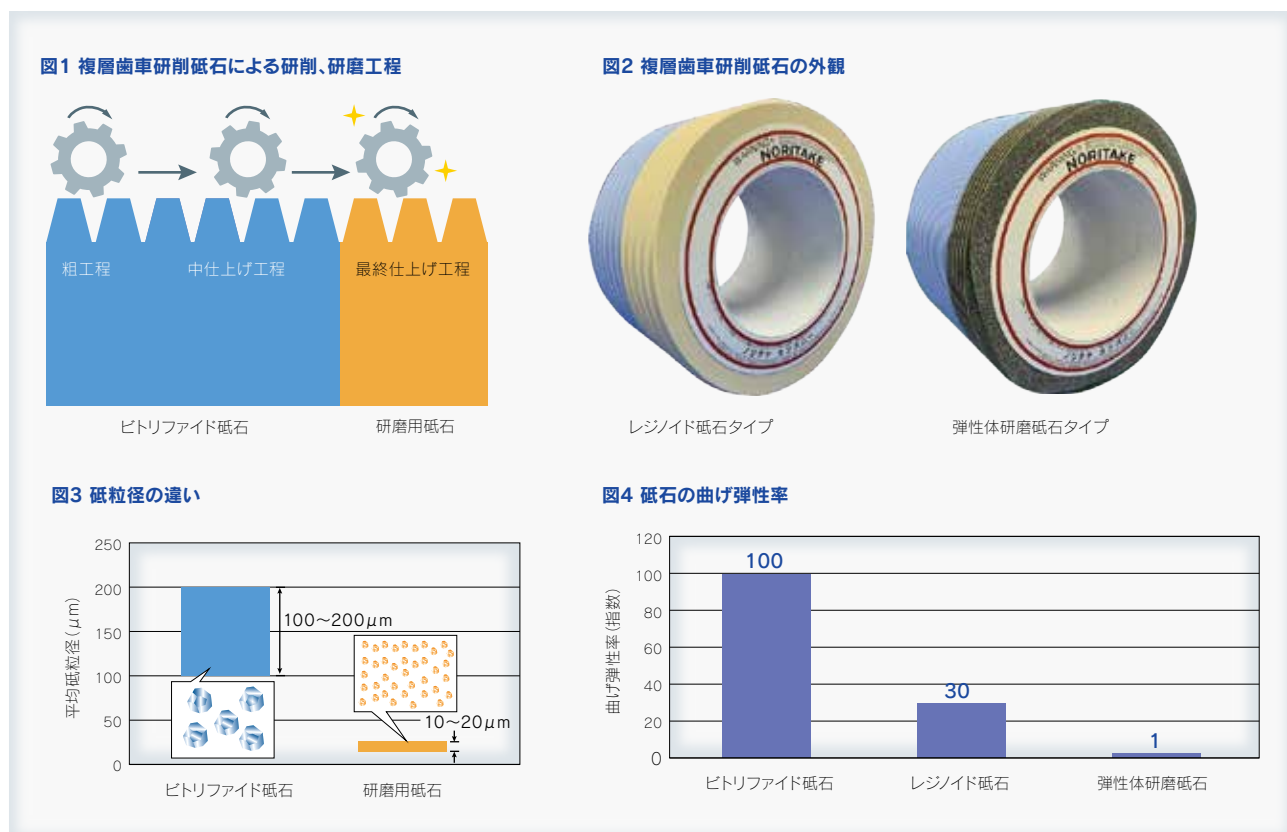 図1 複層歯車研削砥石による研削、研磨工程
粗工程
中仕上げ工程
最終仕上げ工程
ビトリファイド砥石
研磨用砥石
図2 複層歯車研削砥石の外観
NORITAKE
NORITAKE
レジノイド砥石タイプ
弾性体研磨砥石タイプ
図3 砥粒径の違い
平均砥粒径(μm)
250
200
150
100
50
0
100〜200μm
10〜20μm
ビトリファイド砥石
研磨用砥石
図4 砥石の曲げ弾性率
曲げ弾性率(指数)
120
100
80
60
40
20
0
100
30
1
ビトリファイド砥石
レジノイド砥石
弾性体研磨砥石